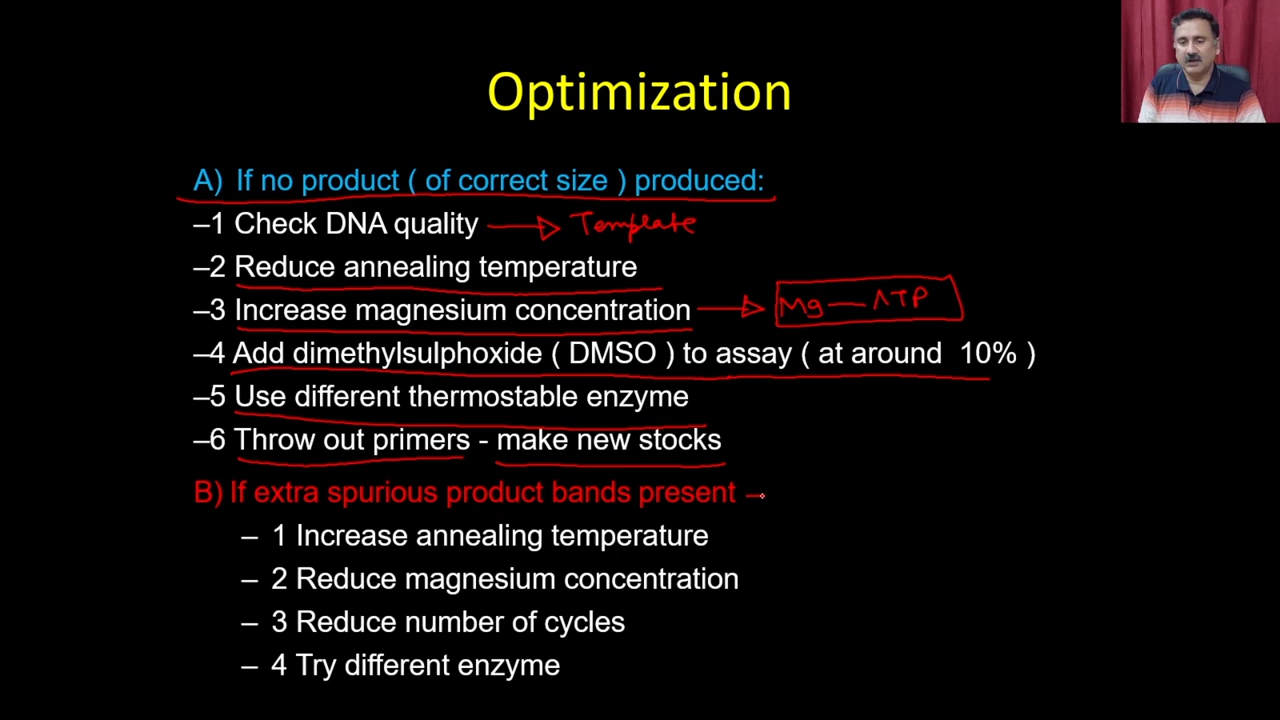 Optimization
A) If no product ( of correct size ) produced:
–1 Check DNA quality Template
–2 Reduce annealing temperature
–3 Increase magnesium concentration Mg — ATP
–4 Add dimethylsulphoxide ( DMSO ) to assay ( at around 10% )
–5 Use different thermostable enzyme
–6 Throw out primers - make new stocks
B) If extra spurious product bands present
– 1 Increase annealing temperature
– 2 Reduce magnesium concentration
– 3 Reduce number of cycles
– 4 Try different enzyme